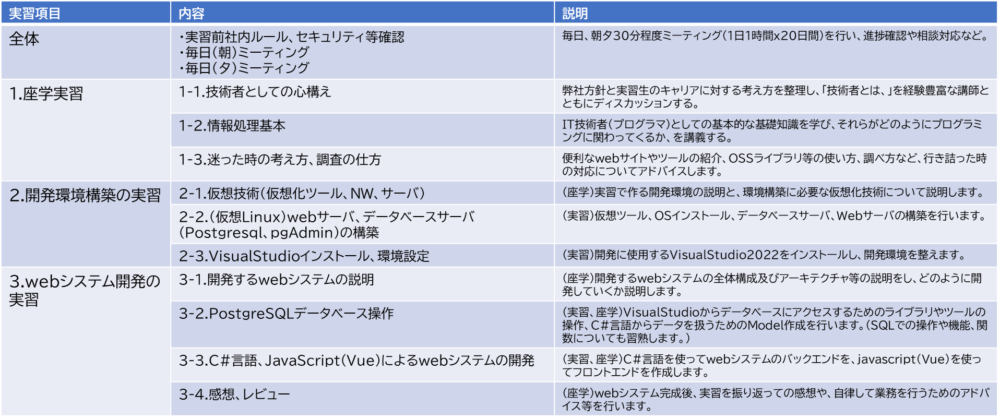 実習項目
内容
説明
全体
・実習前社内ルール、セキュリティ等確認
・毎日(朝)ミーティング
・毎日(夕)ミーティング
毎日、朝夕30分程度ミーティング(1日1時間x20日間)を行い、進捗確認や相談対応など。
1.座学実習
1-1.技術者としての心構え
弊社方針と実習生のキャリアに対する考え方を整理し、「技術者とは、」を経験豊富な講師と
ともにディスカッションする。
1-2.情報処理基本
IT技術者(プログラマ)としての基本的な基礎知識を学び、それらがどのようにプログラミ
ングに関わってくるか、を講義する。
1-3.迷った時の考え方、調査の仕方
便利なwebサイトやツールの紹介、OSSライブラリ等の使い方、調べ方など、行き詰った時
の対応についてアドバイスします。
2.開発環境構築の実習
2-1.仮想技術(仮想化ツール、NW、サーバ)
(座学)実習で作る開発環境の説明と、環境構築に必要な仮想化技術について説明します。
2-2.(仮想Linux)webサーバ、データベースサーバ
(Postgresql、pgAdmin)の構築
(実習)仮想ツール、OSインストール、データベースサーバ、Webサーバの構築を行います。
2-3.VisualStudioインストール、環境設定
(実習)開発に使用するVisualStudio2022をインストールし、開発環境を整えます。
3.webシステム開発の
実習
3-1.開発するwebシステムの説明
(座学)開発するwebシステムの全体構成及びアーキテクチャ等の説明をし、どのように開
発していくか説明します。
3-2.PostgreSQLデータベース操作
(実習、座学)VisualStudioからデータベースにアクセスするためのライブラリやツールの
操作、C#言語からデータを扱うためのModel作成を行います。(SQLでの操作や機能、関
数についても習熟します。)
3-3.C#言語、JavaScript(Vue)によるwebシステムの開発
(実習、座学)C#言語を使ってwebシステムのバックエンドを、javascript(Vue)を使っ
てフロントエンドを作成します。
3-4.感想、レビュー
(座学)webシステム完成後、実習を振り返っての感想や、自律して業務を行うためのアドバ
イス等を行います。